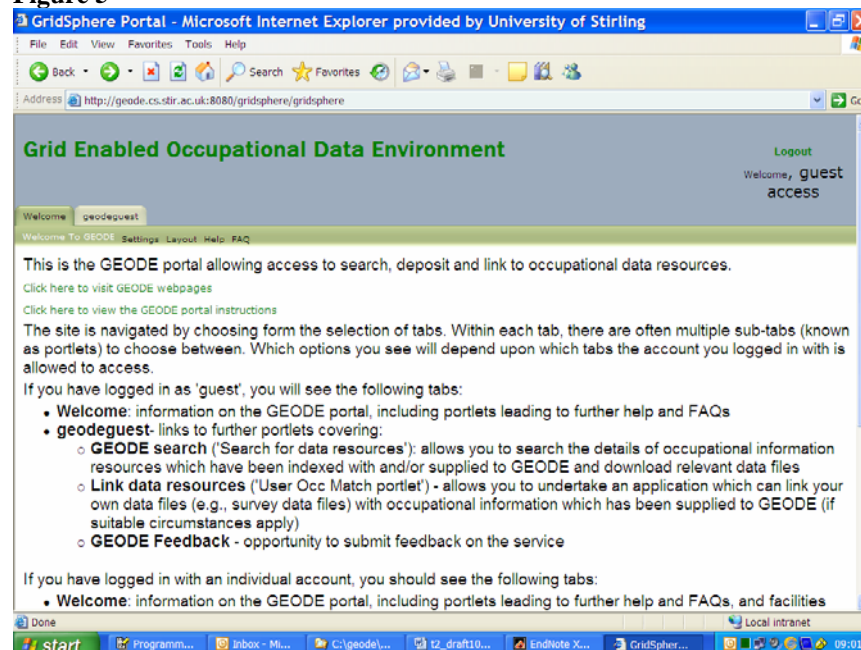 Figure 5
GridSphere Portal - Microsoft Internet Explorer provided by University of Stirling
File Edit View Favorites Tools Help
Back Search Favorites
Address http://geode.cs.stir.ac.uk:8080/gridsphere/gridsphere Go
Grid Enabled Occupational Data Environment
Logout
Welcome, guest
access
Welcome geodeguest
Welcome To GEODE Settings Layout Help FAQ
This is the GEODE portal allowing access to search, deposit and link to occupational data resources.
Click here to visit GEODE webpages
Click here to view the GEODE portal instructions
The site is navigated by choosing form the selection of tabs. Within each tab, there are often multiple sub-tabs (known
as portlets) to choose between. Which options you see will depend upon which tabs the account you logged in with is
allowed to access.
If you have logged in as 'guest', you will see the following tabs:
• Welcome: information on the GEODE portal, including portlets leading to further help and FAQs
• geodeguest- links to further portlets covering:
○ GEODE search ('Search for data resources'): allows you to search the details of occupational information
resources which have been indexed with and/or supplied to GEODE and download relevant data files
○ Link data resources ('User Occ Match portlet') - allows you to undertake an application which can link your
own data files (e.g., survey data files) with occupational information which has been supplied to GEODE (if
suitable circumstances apply)
○ GEODE Feedback - opportunity to submit feedback on the service
If you have logged in with an individual account, you should see the following tabs:
• Welcome: information on the GEODE portal, including portlets leading to further help and FAQs, and facilities
Done Local intranet
start Programm... Inbox - Mi... C:\geode\... t2_draft10... EndNote X... GridSpher... 09:01